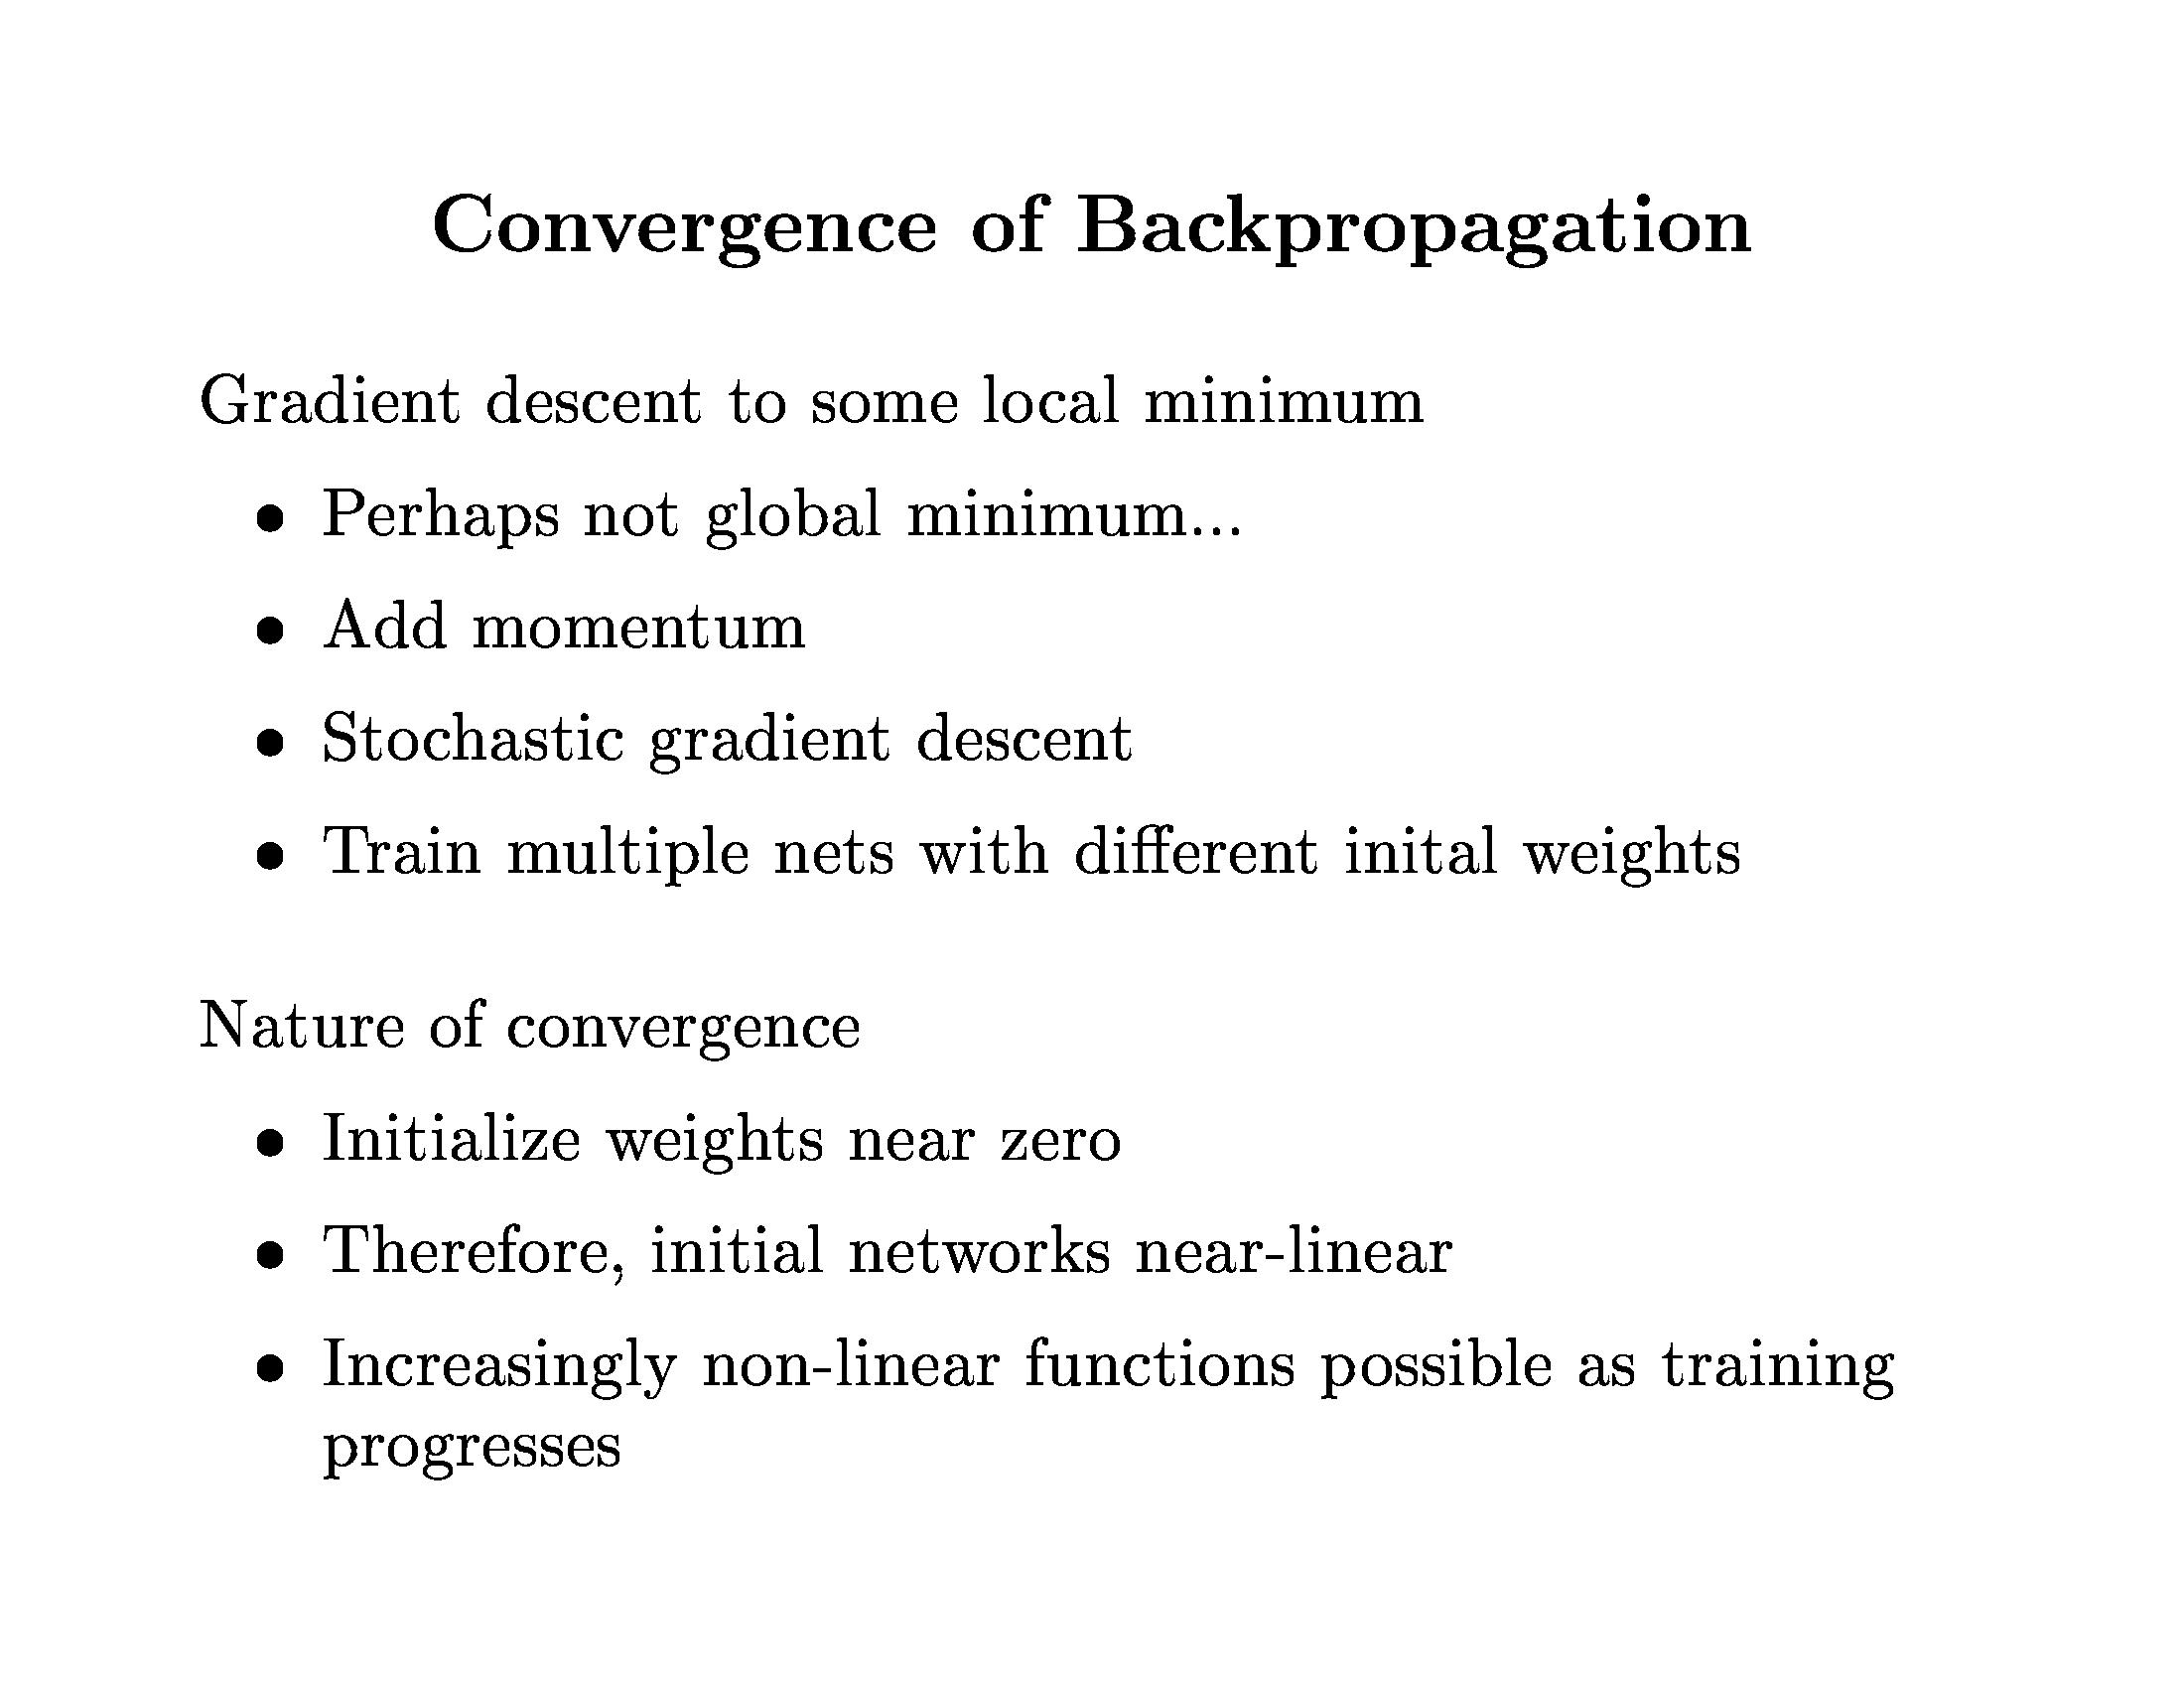 Convergence of Backpropagation
Gradient descent to some local minimum
• Perhaps not global minimum...
• Add momentum
• Stochastic gradient descent
• Train multiple nets with different inital weights
Nature of convergence
• Initialize weights near zero
• Therefore, initial networks near-linear
• Increasingly non-linear functions possible as training
progresses